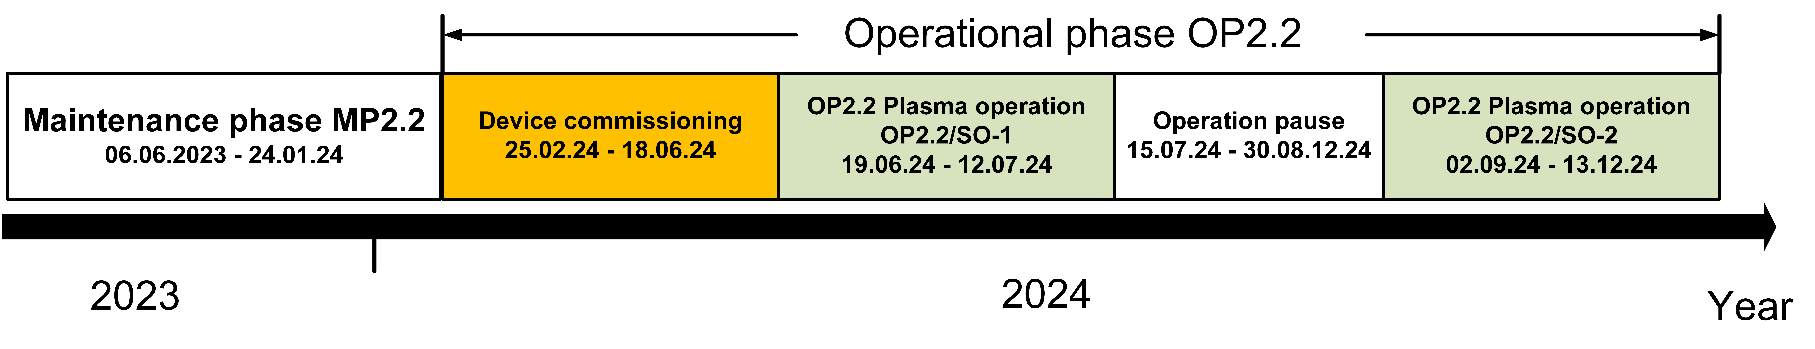 Operational phase OP2.2
Maintenance phase MP2.2
06.06.2023 - 24.01.24
Device commissioning
25.02.24 - 18.06.24
OP2.2 Plasma operation
OP2.2/SO-1
19.06.24 - 12.07.24
Operation pause
15.07.24 - 30.08.12.24
OP2.2 Plasma operation
OP2.2/SO-2
02.09.24 - 13.12.24
2023
2024
Year